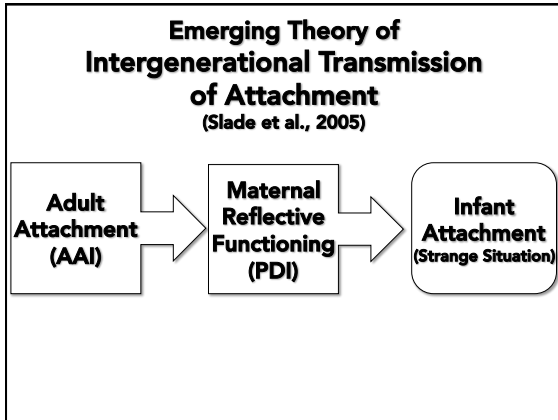 Emerging Theory of
Intergenerational Transmission
of Attachment
(Slade et al., 2005)
Adult
Attachment
(AAI)
Maternal
Reflective
Functioning
(PDI)
Infant
Attachment
(Strange Situation)